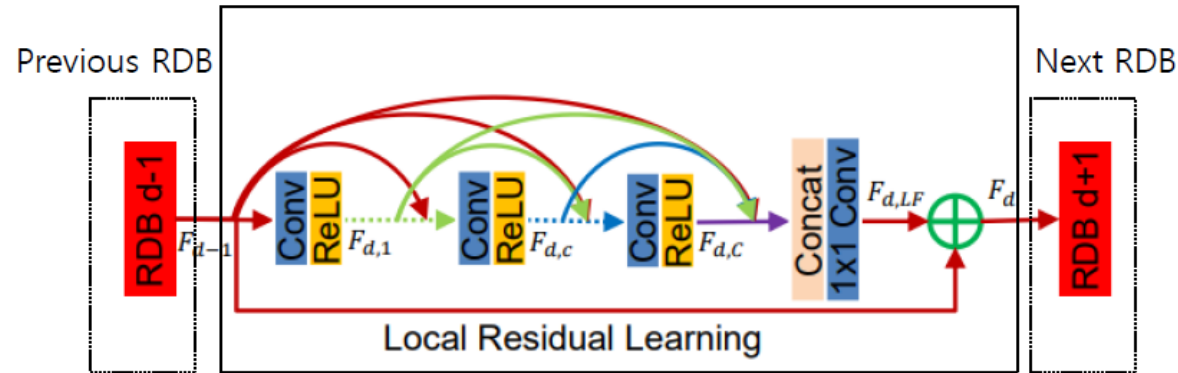 Previous RDB
Next RDB
RDB d-1
F_{d-1}
Conv
ReLU
F_{d,1}
Conv
ReLU
F_{d,c}
Conv
ReLU
F_{d,C}
Concat
1x1 Conv
F_{d,LF}
F_d
RDB d+1
Local Residual Learning